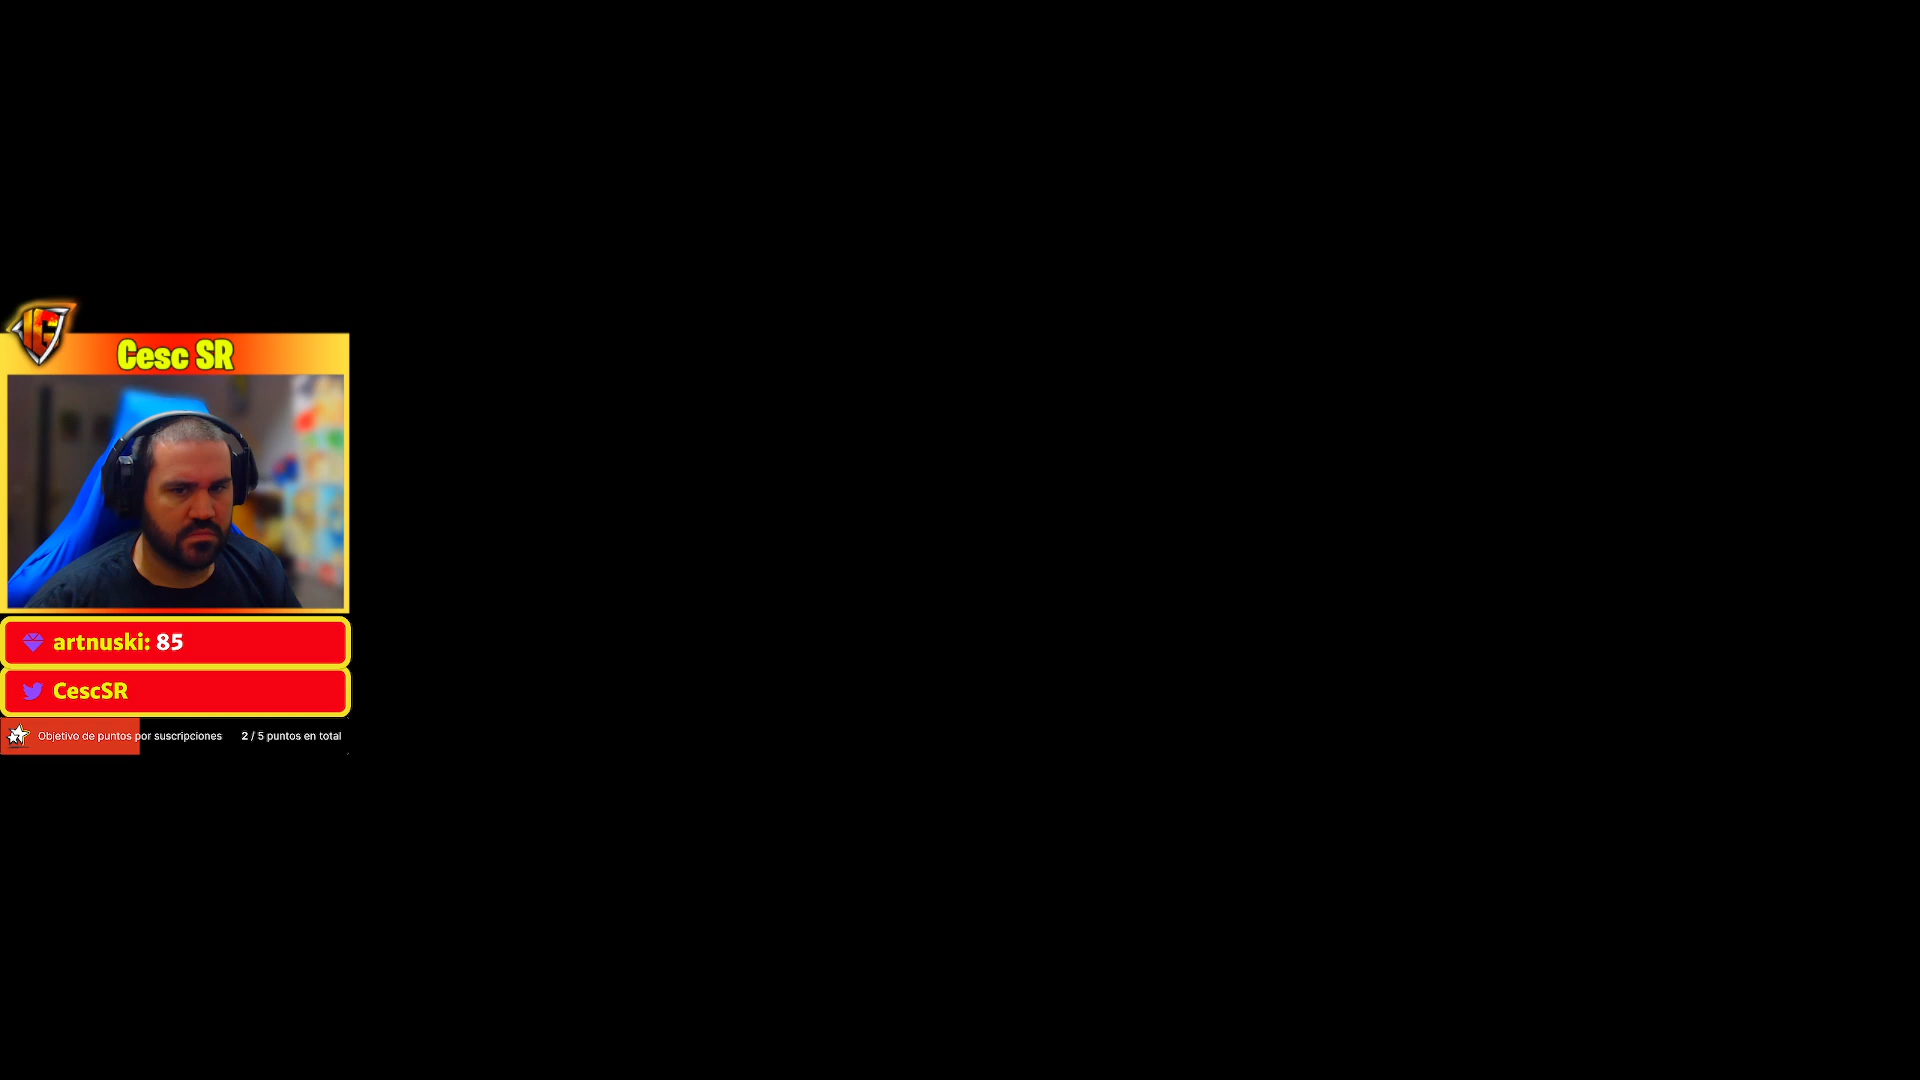 Cesc SR
artnuski: 85
CescSR
Objetivo de puntos por suscripciones 2 / 5 puntos en total